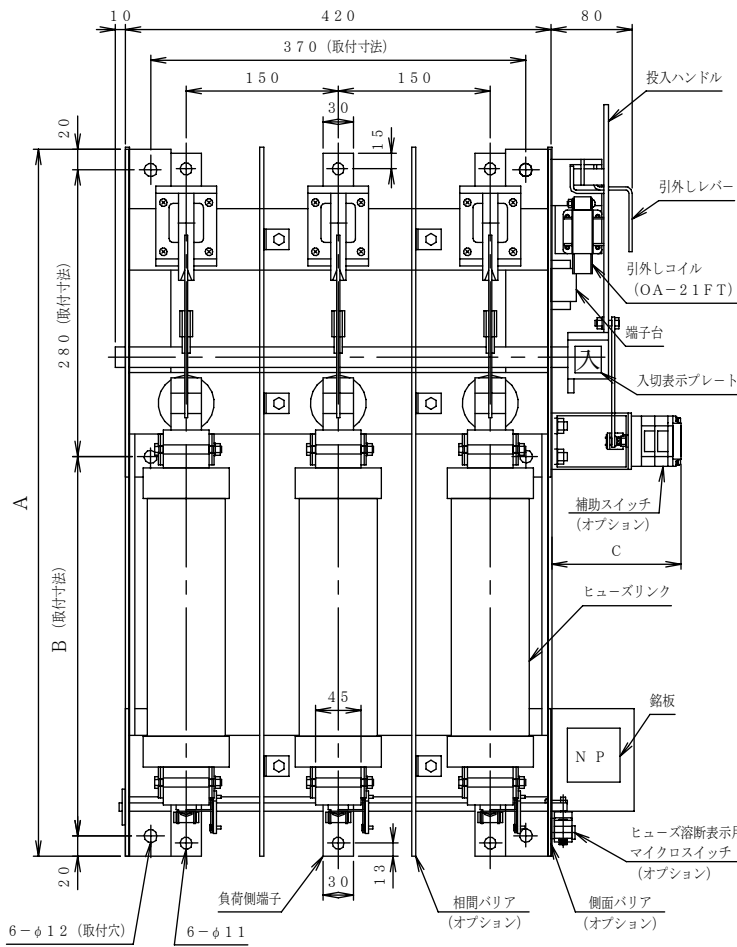 10
420
80
370 (取付寸法)
150
150
30
15
20
投入ハンドル
引外しレバー
引外しコイル
(OA-21FT)
端子台
280 (取付寸法)
入
入切表示プレート
A
補助スイッチ
(オプション)
C
ヒューズリンク
B (取付寸法)
45
銘板
NP
ヒューズ溶断表示用
マイクロスイッチ
(オプション)
20
13
30
負荷側端子
相間バリア
(オプション)
側面バリア
(オプション)
6-φ12 (取付穴)
6-φ11